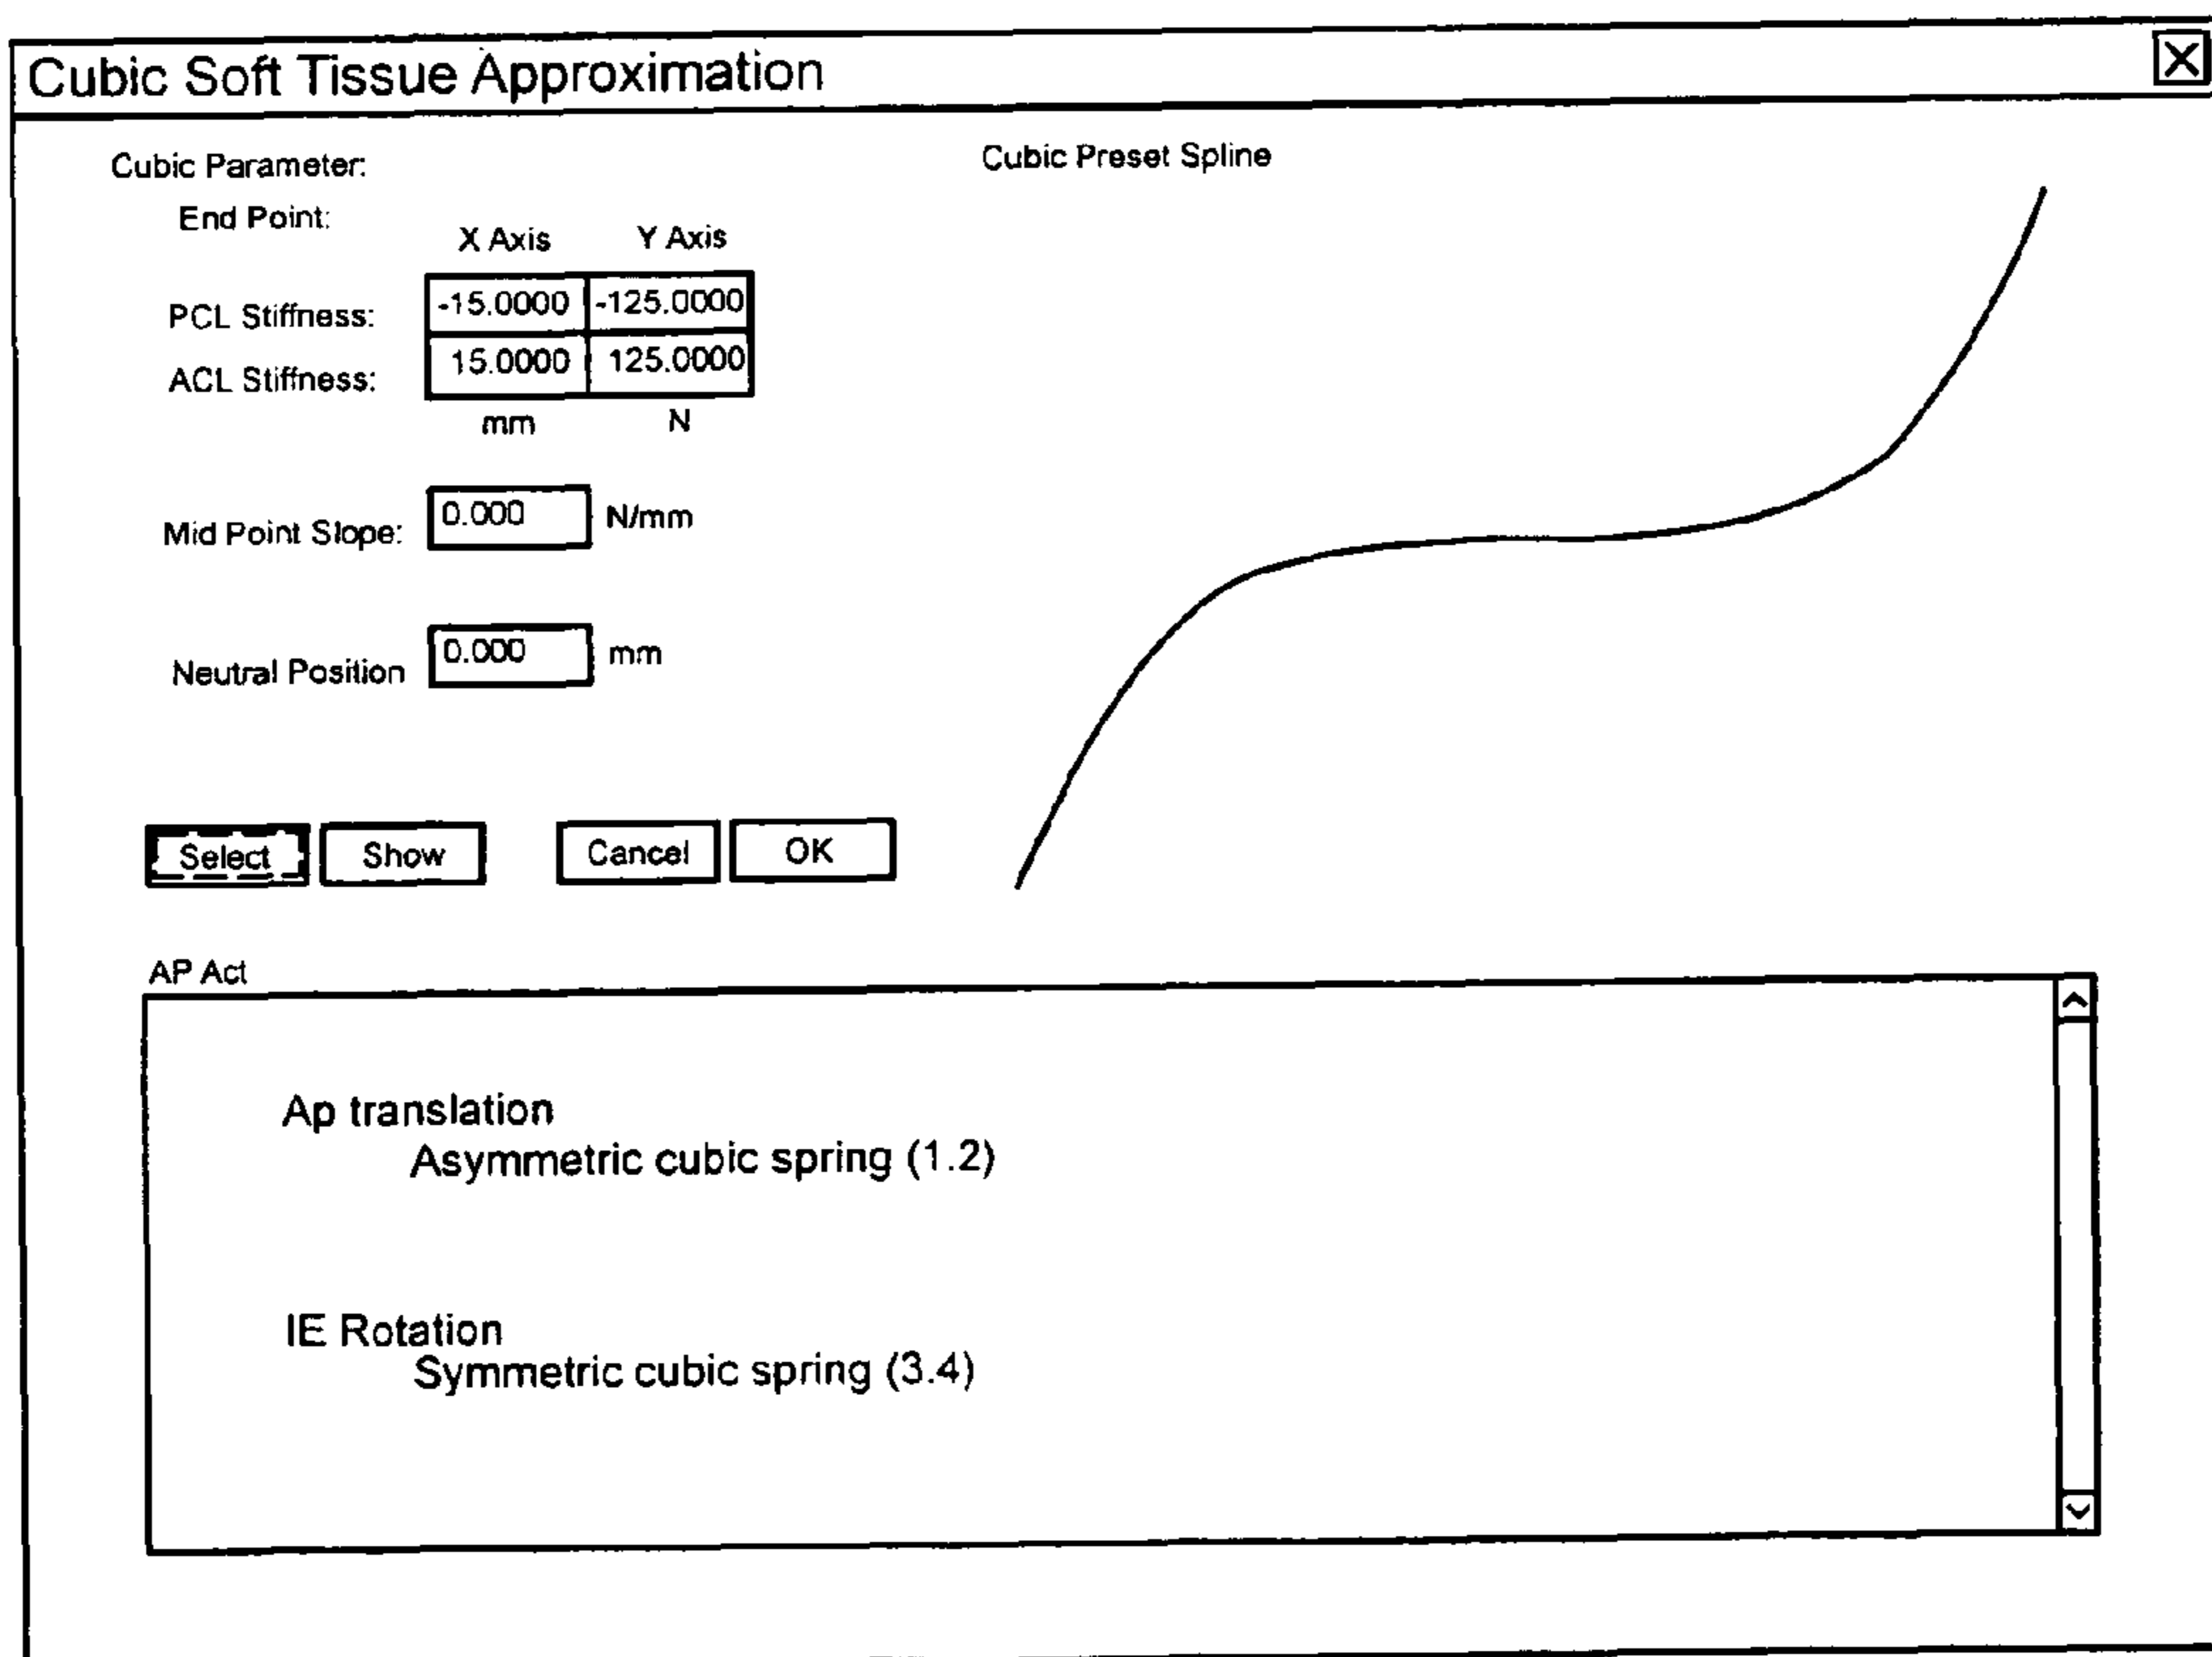 Cubic Soft Tissue Approximation
Cubic Parameter:
Cubic Preset Spline
End Point:
X Axis Y Axis
PCL Stiffness: -15.0000 -125.0000
ACL Stiffness: 15.0000 125.0000
mm N
Mid Point Slope: 0.000 N/mm
Neutral Position 0.000 mm
Select Show Cancel OK
AP Act
Ap translation
Asymmetric cubic spring (1.2)
IE Rotation
Symmetric cubic spring (3.4)